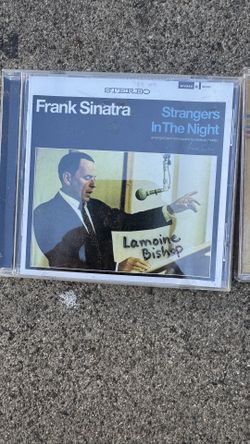 STEREO
Frank Sinatra
Strangers
In The Night
Lamoine
Bishop